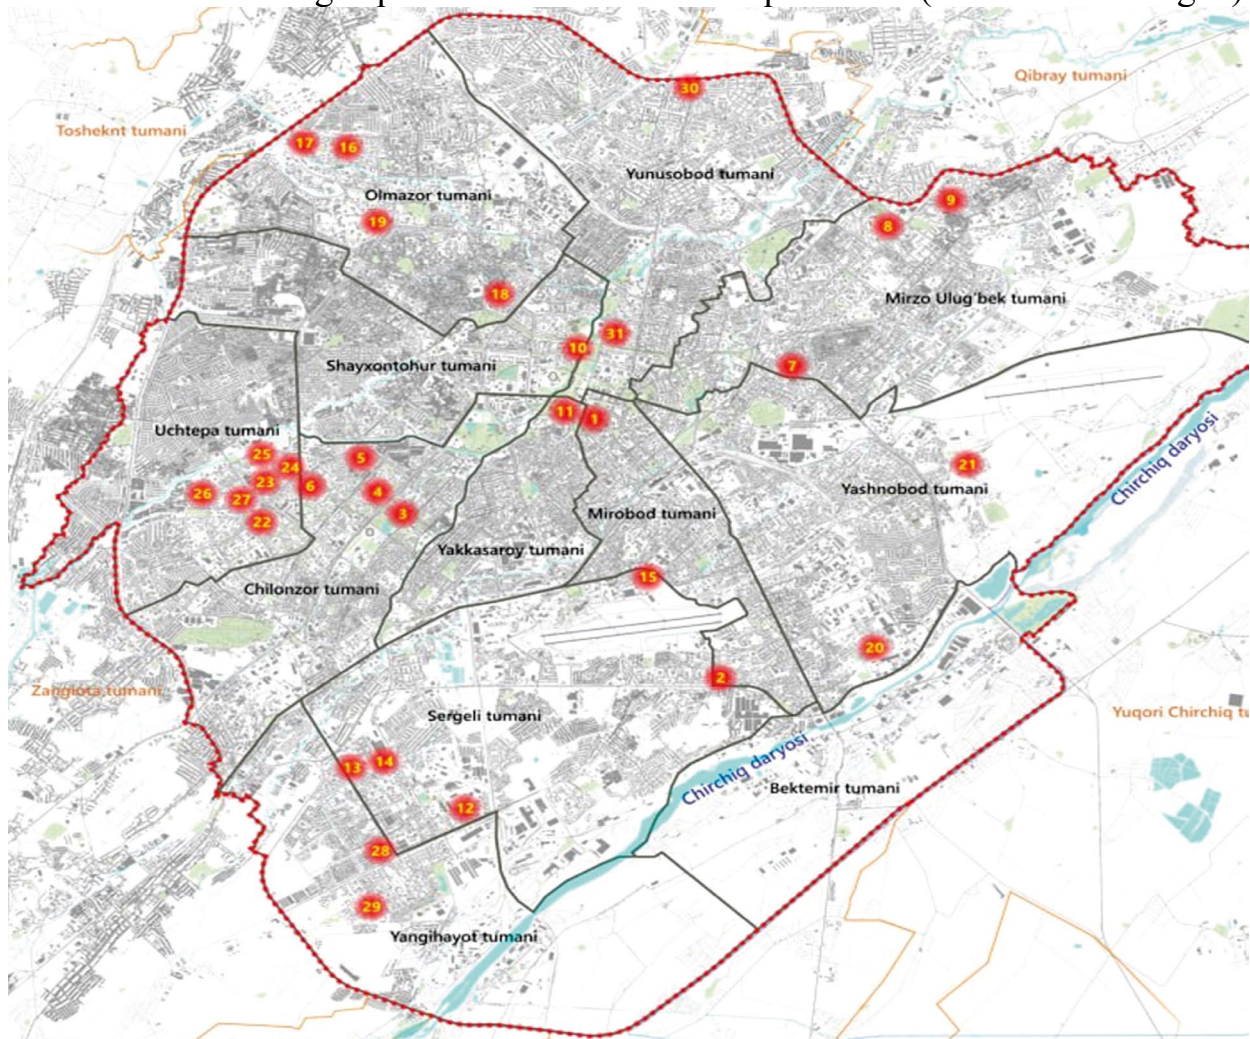 30
Qibray tumani
Tosheknt tumani
17
16
Yunusobod tumani
Olmazor tumani
9
19
8
18
Mirzo Ulug'bek tumani
31
10
Shayxontohur tumani
7
11
1
Uchtepa tumani
25
5
24
21
23
6
4
26
27
Yashnobod tumani
3
22
Mirobod tumani
Chirchiq daryosi
Yakkasaroy tumani
15
Chilonzor tumani
20
2
Zangiota tumani
Sergeli tumani
Yuqori Chirchiq tu
14
13
Chirchiq daryosi
Bektemir tumani
12
28
29
Yangihayot tumani